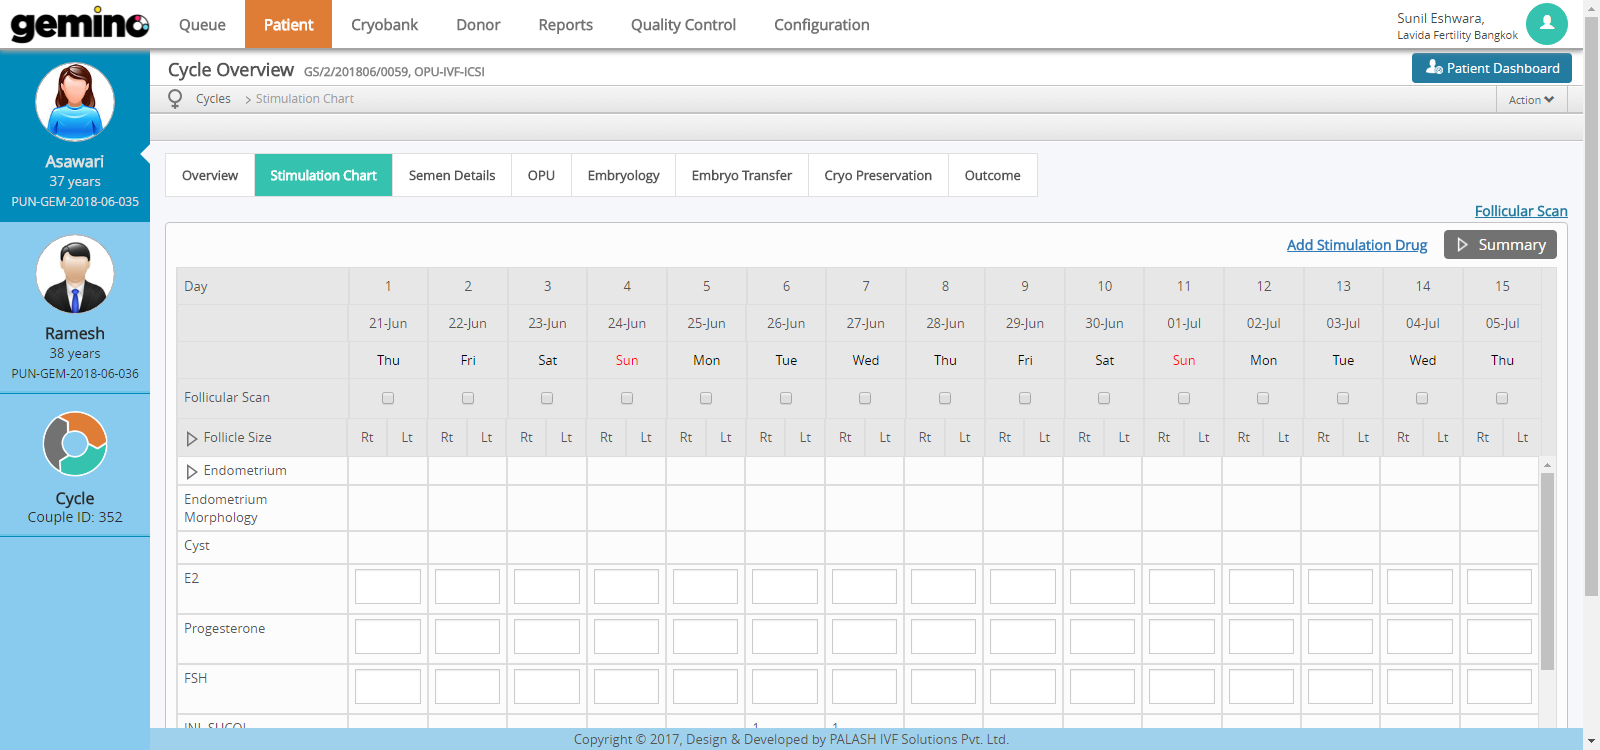 gemino Queue Patient Cryobank Donor Reports Quality Control Configuration
Sunil Eshwara,
Lavida Fertility Bangkok
Asawari
37 years
PUN-GEM-2018-06-035
Ramesh
38 years
PUN-GEM-2018-06-036
Cycle
Couple ID: 352
Cycle Overview GS/2/201806/0059, OPU-IVF-ICSI
Patient Dashboard
Cycles > Stimulation Chart
Action
Overview Stimulation Chart Semen Details OPU Embryology Embryo Transfer Cryo Preservation Outcome
Follicular Scan
Add Stimulation Drug Summary
Day 1 2 3 4 5 6 7 8 9 10 11 12 13 14 15
21-Jun 22-Jun 23-Jun 24-Jun 25-Jun 26-Jun 27-Jun 28-Jun 29-Jun 30-Jun 01-Jul 02-Jul 03-Jul 04-Jul 05-Jul
Thu Fri Sat Sun Mon Tue Wed Thu Fri Sat Sun Mon Tue Wed Thu
Follicular Scan
Follicle Size Rt Lt Rt Lt Rt Lt Rt Lt Rt Lt Rt Lt Rt Lt Rt Lt Rt Lt Rt Lt Rt Lt Rt Lt Rt Lt Rt Lt Rt Lt
Endometrium
Endometrium
Morphology
Cyst
E2
Progesterone
FSH
1 1
Copyright © 2017, Design & Developed by PALASH IVF Solutions Pvt. Ltd.